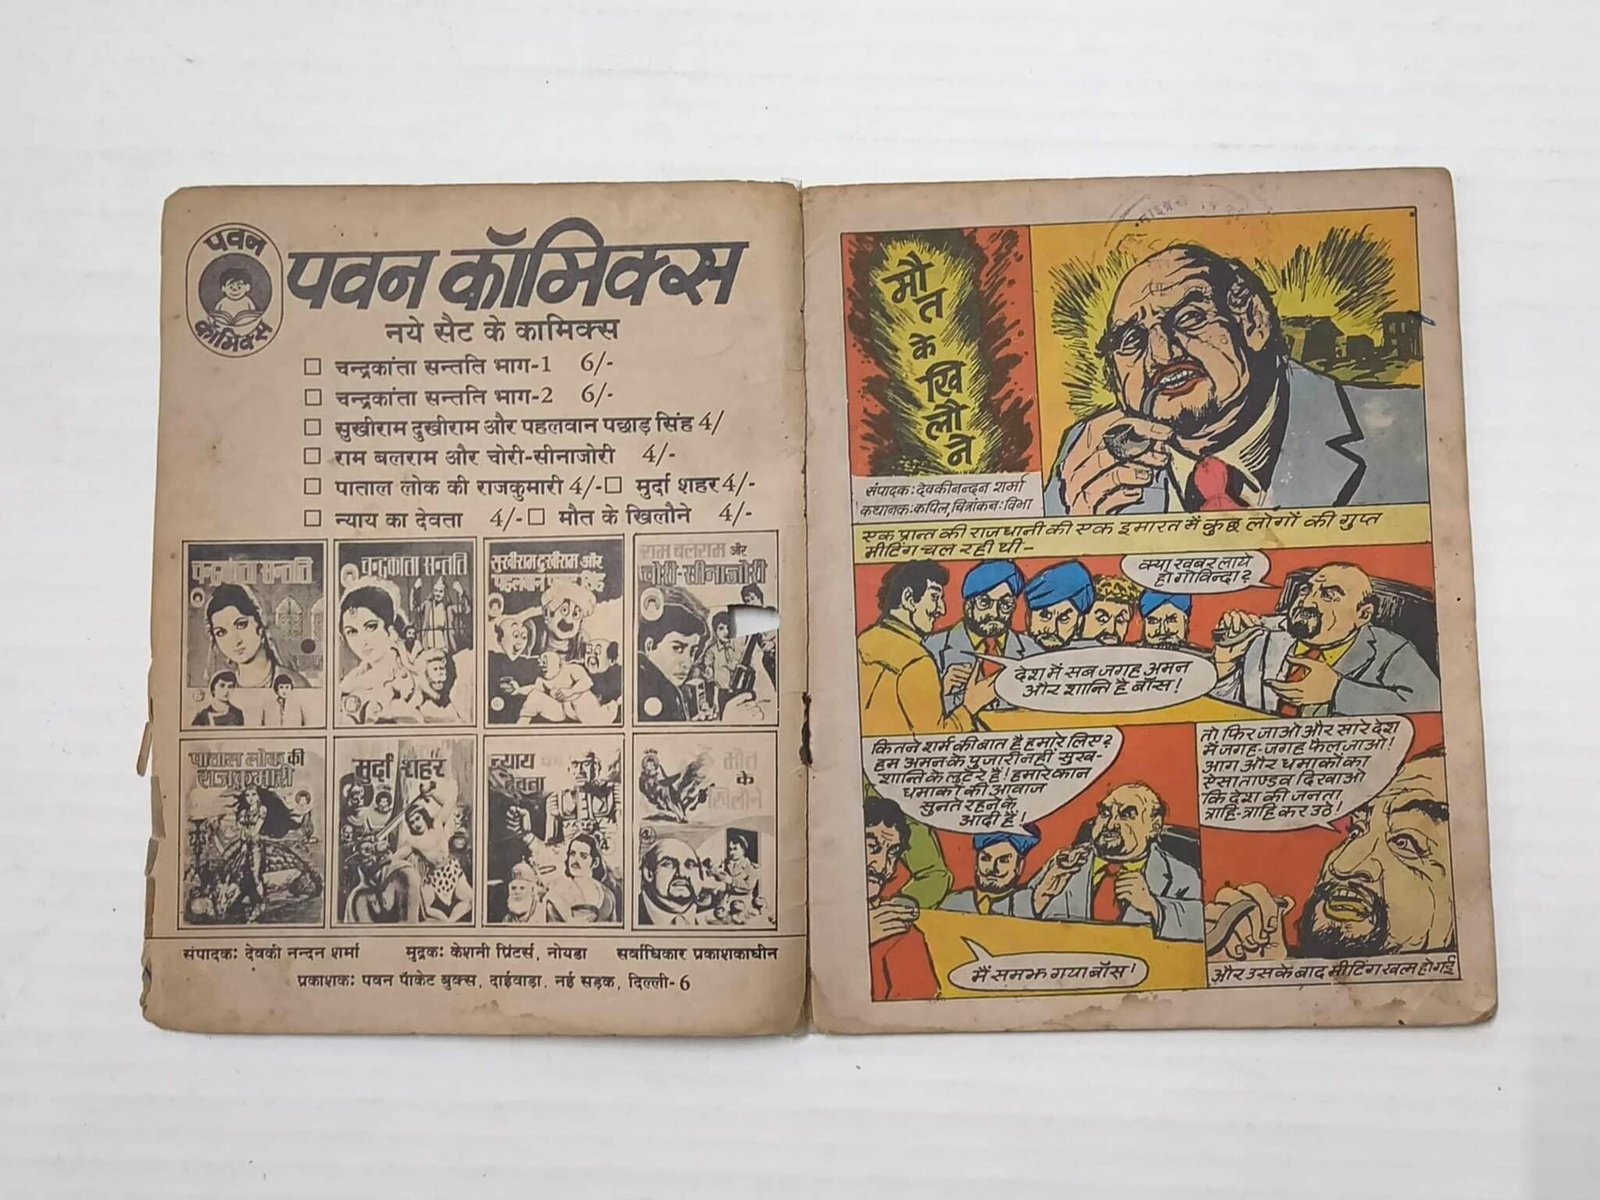 पवन
कॉमिक्स
पवन कॉमिक्स
नये सैट के कामिक्स
चन्द्रकांता सन्तति भाग-1 6/-
चन्द्रकांता सन्तति भाग-2 6/-
सुखीराम दुखीराम और पहलवान पछाड़ सिंह 4/
राम बलराम और चोरी-सीनाजोरी 4/-
पाताल लोक की राजकुमारी 4/- मुर्दा शहर 4/-
न्याय का देवता 4/- मौत के खिलौने 4/-
चन्द्रकांता सन्तति
चन्द्रकांता सन्तति
सुखीराम दुखीराम और
राम बलराम और
चोरी-सीनाजोरी
पाताल लोक की
राजकुमारी
मुर्दा शहर
न्याय का
देवता
मौत
के
खिलौने
संपादक: देवकी नन्दन शर्मा मुद्रक: केशनी प्रिंटर्स, नोयडा सर्वाधिकार प्रकाशकाधीन
प्रकाशक: पवन पॉकेट बुक्स, दाईवाड़ा, नई सड़क, दिल्ली-6
मौत
के
खिलौने
संपादक: देवकीनन्दन शर्मा
कथानक: कपिल, चित्रांकन: विभा
एक प्रान्त की राजधानी की एक इमारत में कुछ लोगों की गुप्त
मीटिंग चल रही थी-
क्या खबर लाये
हो गोविन्दा?
देश में सब जगह अमन
और शान्ति है बॉस!
कितने शर्म की बात है हमारे लिए?
हम अमन के पुजारी नहीं सुख-
शान्ति के लुटेरे हैं! हमारे कान
धमाकों की आवाज
सुनते रहने के
आदी हैं!
मैं समझ गया बॉस!
तो फिर जाओ और सारे देश
में जगह-जगह फैल जाओ!
आग और धमाकों का
ऐसा ताण्डव दिखाओ
कि देश की जनता
त्राहि-त्राहि कर उठे!
और उसके बाद मीटिंग खत्म हो गई